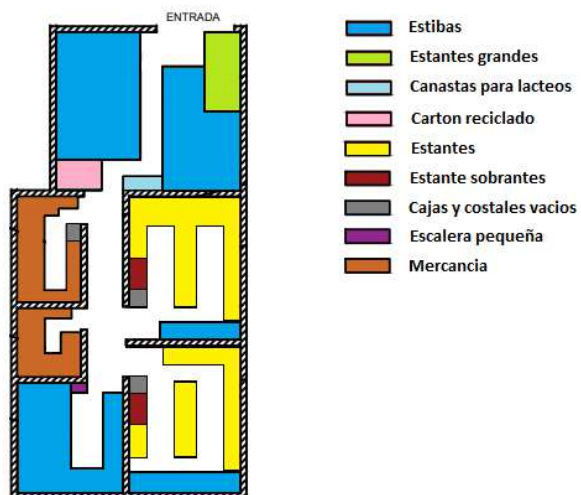 ENTRADA
Estibas
Estantes grandes
Canastas para lacteos
Carton reciclado
Estantes
Estante sobrantes
Cajas y costales vacios
Escalera pequeña
Mercancia